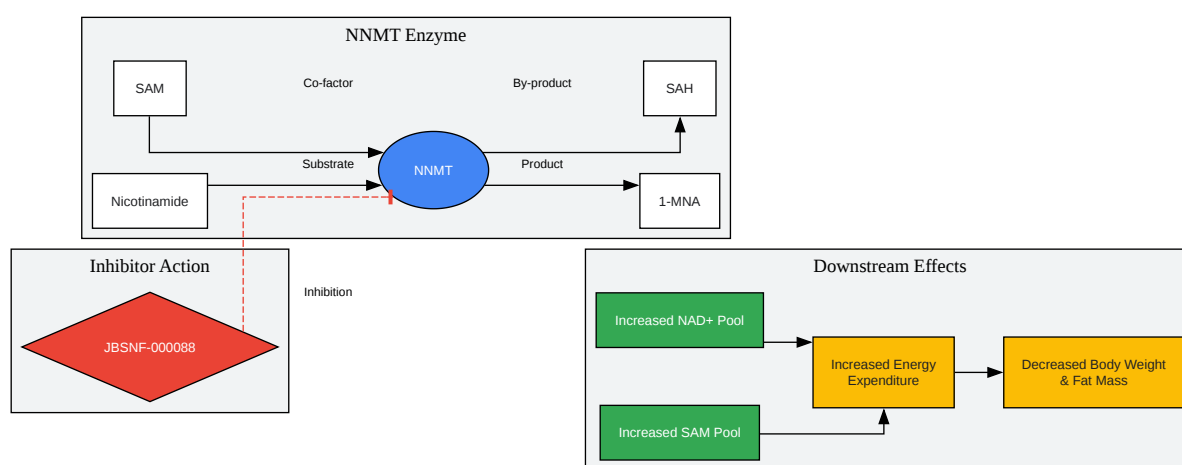 NNMT Enzyme
SAM
Co-factor
By-product
SAH
Substrate
NNMT
Product
Nicotinamide
1-MNA
Inhibitor Action
Inhibition
JBSNF-000088
Downstream Effects
Increased NAD+ Pool
Increased Energy
Expenditure
Decreased Body Weight
& Fat Mass
Increased SAM Pool